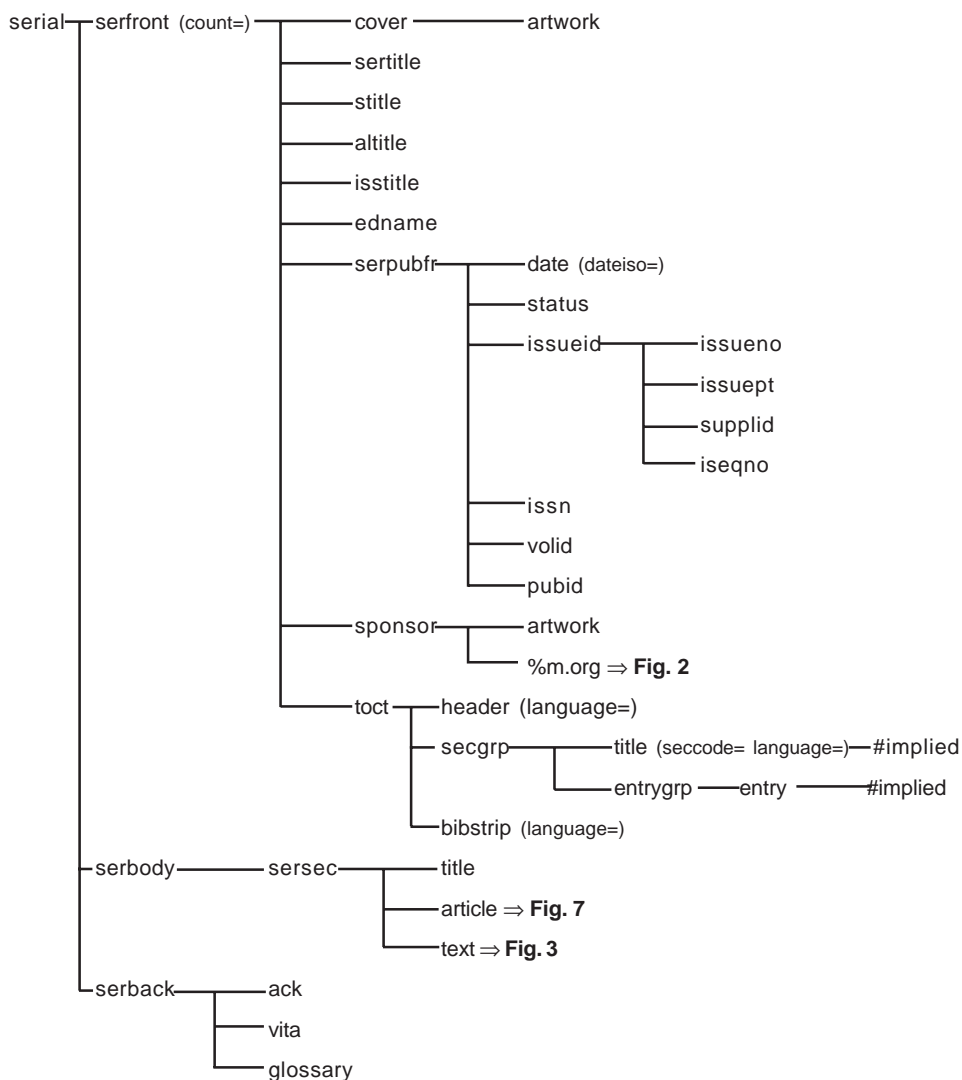 serial serfront (count=) cover artwork
sertitle
stitle
altitle
isstitle
edname
serpubfr date (dateiso=)
status
issueid issueno
issuept
supplid
iseqno
issn
volid
pubid
sponsor artwork
%m.org ⇒ Fig. 2
toct header (language=)
secgrp title (seccode= language=) #implied
entrygrp entry #implied
bibstrip (language=)
serbody sersec title
article ⇒ Fig. 7
text ⇒ Fig. 3
serback ack
vita
glossary